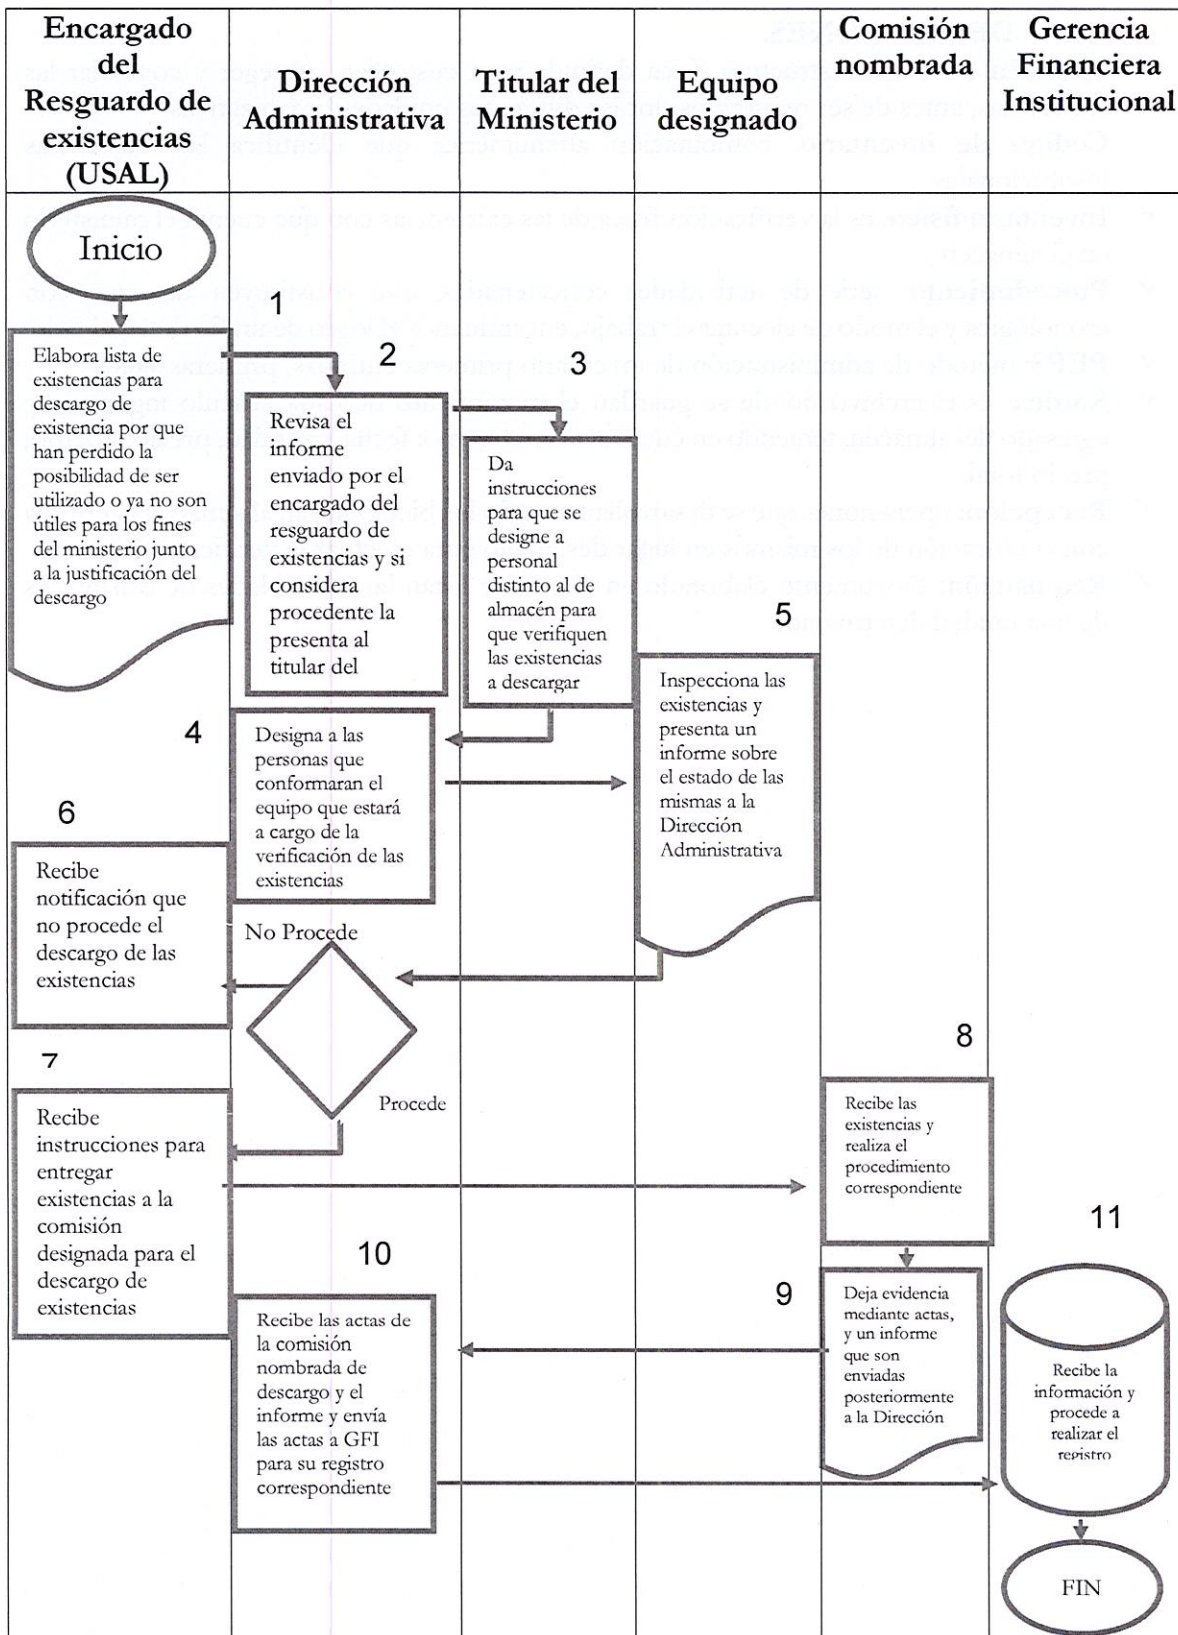 Encargado
del
Resguardo de
existencias
(USAL)
Dirección
Administrativa
Titular del
Ministerio
Equipo
designado
Comisión
nombrada
Gerencia
Financiera
Institucional
Inicio
1
Elabora lista de
existencias para
descargo de
existencia por que
han perdido la
posibilidad de ser
utilizado o ya no son
útiles para los fines
del ministerio junto
a la justificación del
descargo
2
Revisa el
informe
enviado por el
encargado del
resguardo de
existencias y si
considera
procedente la
presenta al
titular del
3
Da
instrucciones
para que se
designe a
personal
distinto al de
almacén para
que verifiquen
las existencias
a descargar
4
Designa a las
personas que
conformaran el
equipo que estará
a cargo de la
verificación de las
existencias
5
Inspecciona las
existencias y
presenta un
informe sobre
el estado de las
mismas a la
Dirección
Administrativa
6
Recibe
notificación que
no procede el
descargo de las
existencias
No Procede
Procede
7
Recibe
instrucciones para
entregar
existencias a la
comisión
designada para el
descargo de
existencias
8
Recibe las
existencias y
realiza el
procedimiento
correspondiente
9
Deja evidencia
mediante actas,
y un informe
que son
enviadas
posteriormente
a la Dirección
10
Recibe las actas de
la comisión
nombrada de
descargo y el
informe y envía
las actas a GFI
para su registro
correspondiente
11
Recibe la
información y
procede a
realizar el
registro
FIN